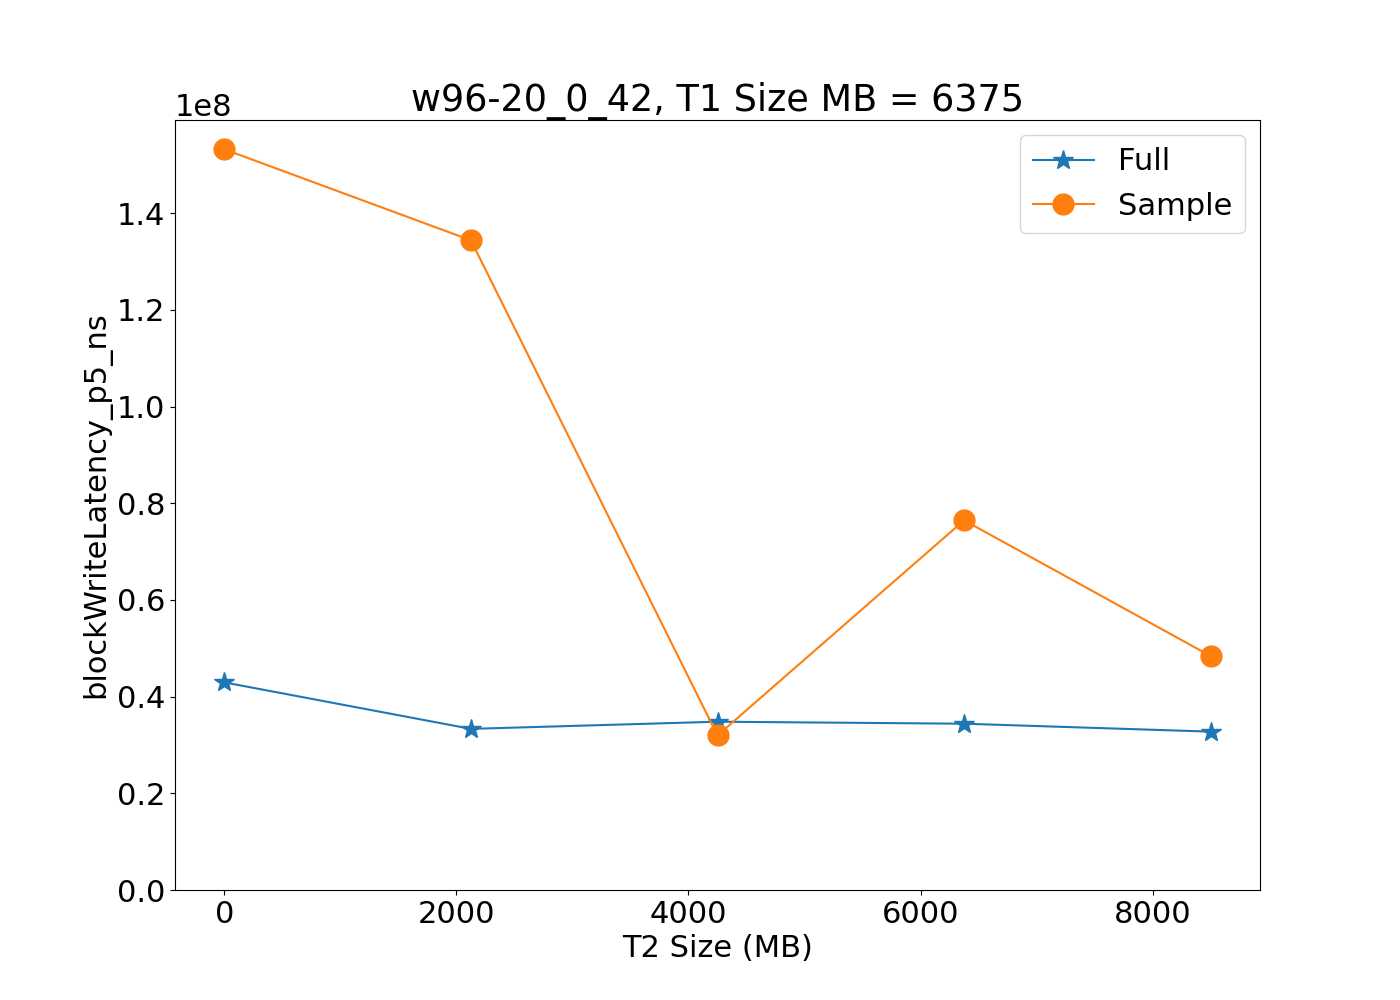 w96-20_0_42, T1 Size MB = 6375
1e8
Full
Sample
1.4
1.2
1.0
0.8
0.6
0.4
0.2
0.0
blockWriteLatency_p5_ns
0 2000 4000 6000 8000
T2 Size (MB)